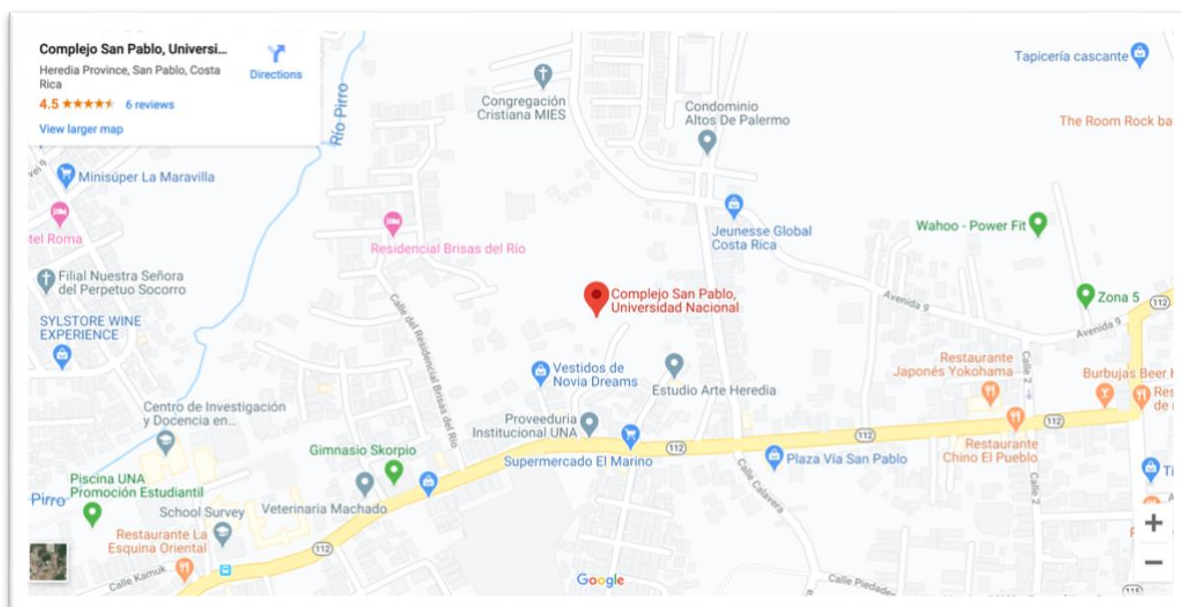 Complejo San Pablo, Universi...
Directions
Heredia Province, San Pablo, Costa
Rica
4.5
6 reviews
View larger map
Río Pirro
Congregación
Cristiana MIES
Condominio
Altos De Palermo
Tapicería cascante
The Room Rock ba
Minisúper La Maravilla
tel Roma
Residencial Brisas del Río
Jeunesse Global
Costa Rica
Wahoo - Power Fit
Filial Nuestra Señora
del Perpetuo Socorro
Complejo San Pablo,
Universidad Nacional
Avenida 9
Zona 5
112
Avenida 9
SYLSTORE WINE
EXPERIENCE
Calle del Residencial Brisas del Río
Vestidos de
Novia Dreams
Estudio Arte Heredia
Restaurante
Japonés Yokohama
Calle 2
Burbujas Beer
Res
de
Centro de Investigación
y Docencia en...
Proveeduria
Institucional UNA
112
112
112
Supermercado El Marino
Plaza Vía San Pablo
Restaurante
Chino El Pueblo
Gimnasio Skorpio
Calle Calavera
Calle 2
Ti
Piscina UNA
Promoción Estudiantil
Pirro
School Survey
Veterinaria Machado
Restaurante La
Esquina Oriental
112
Calle Kamuk
Google
Calle Piedade
115
+
−